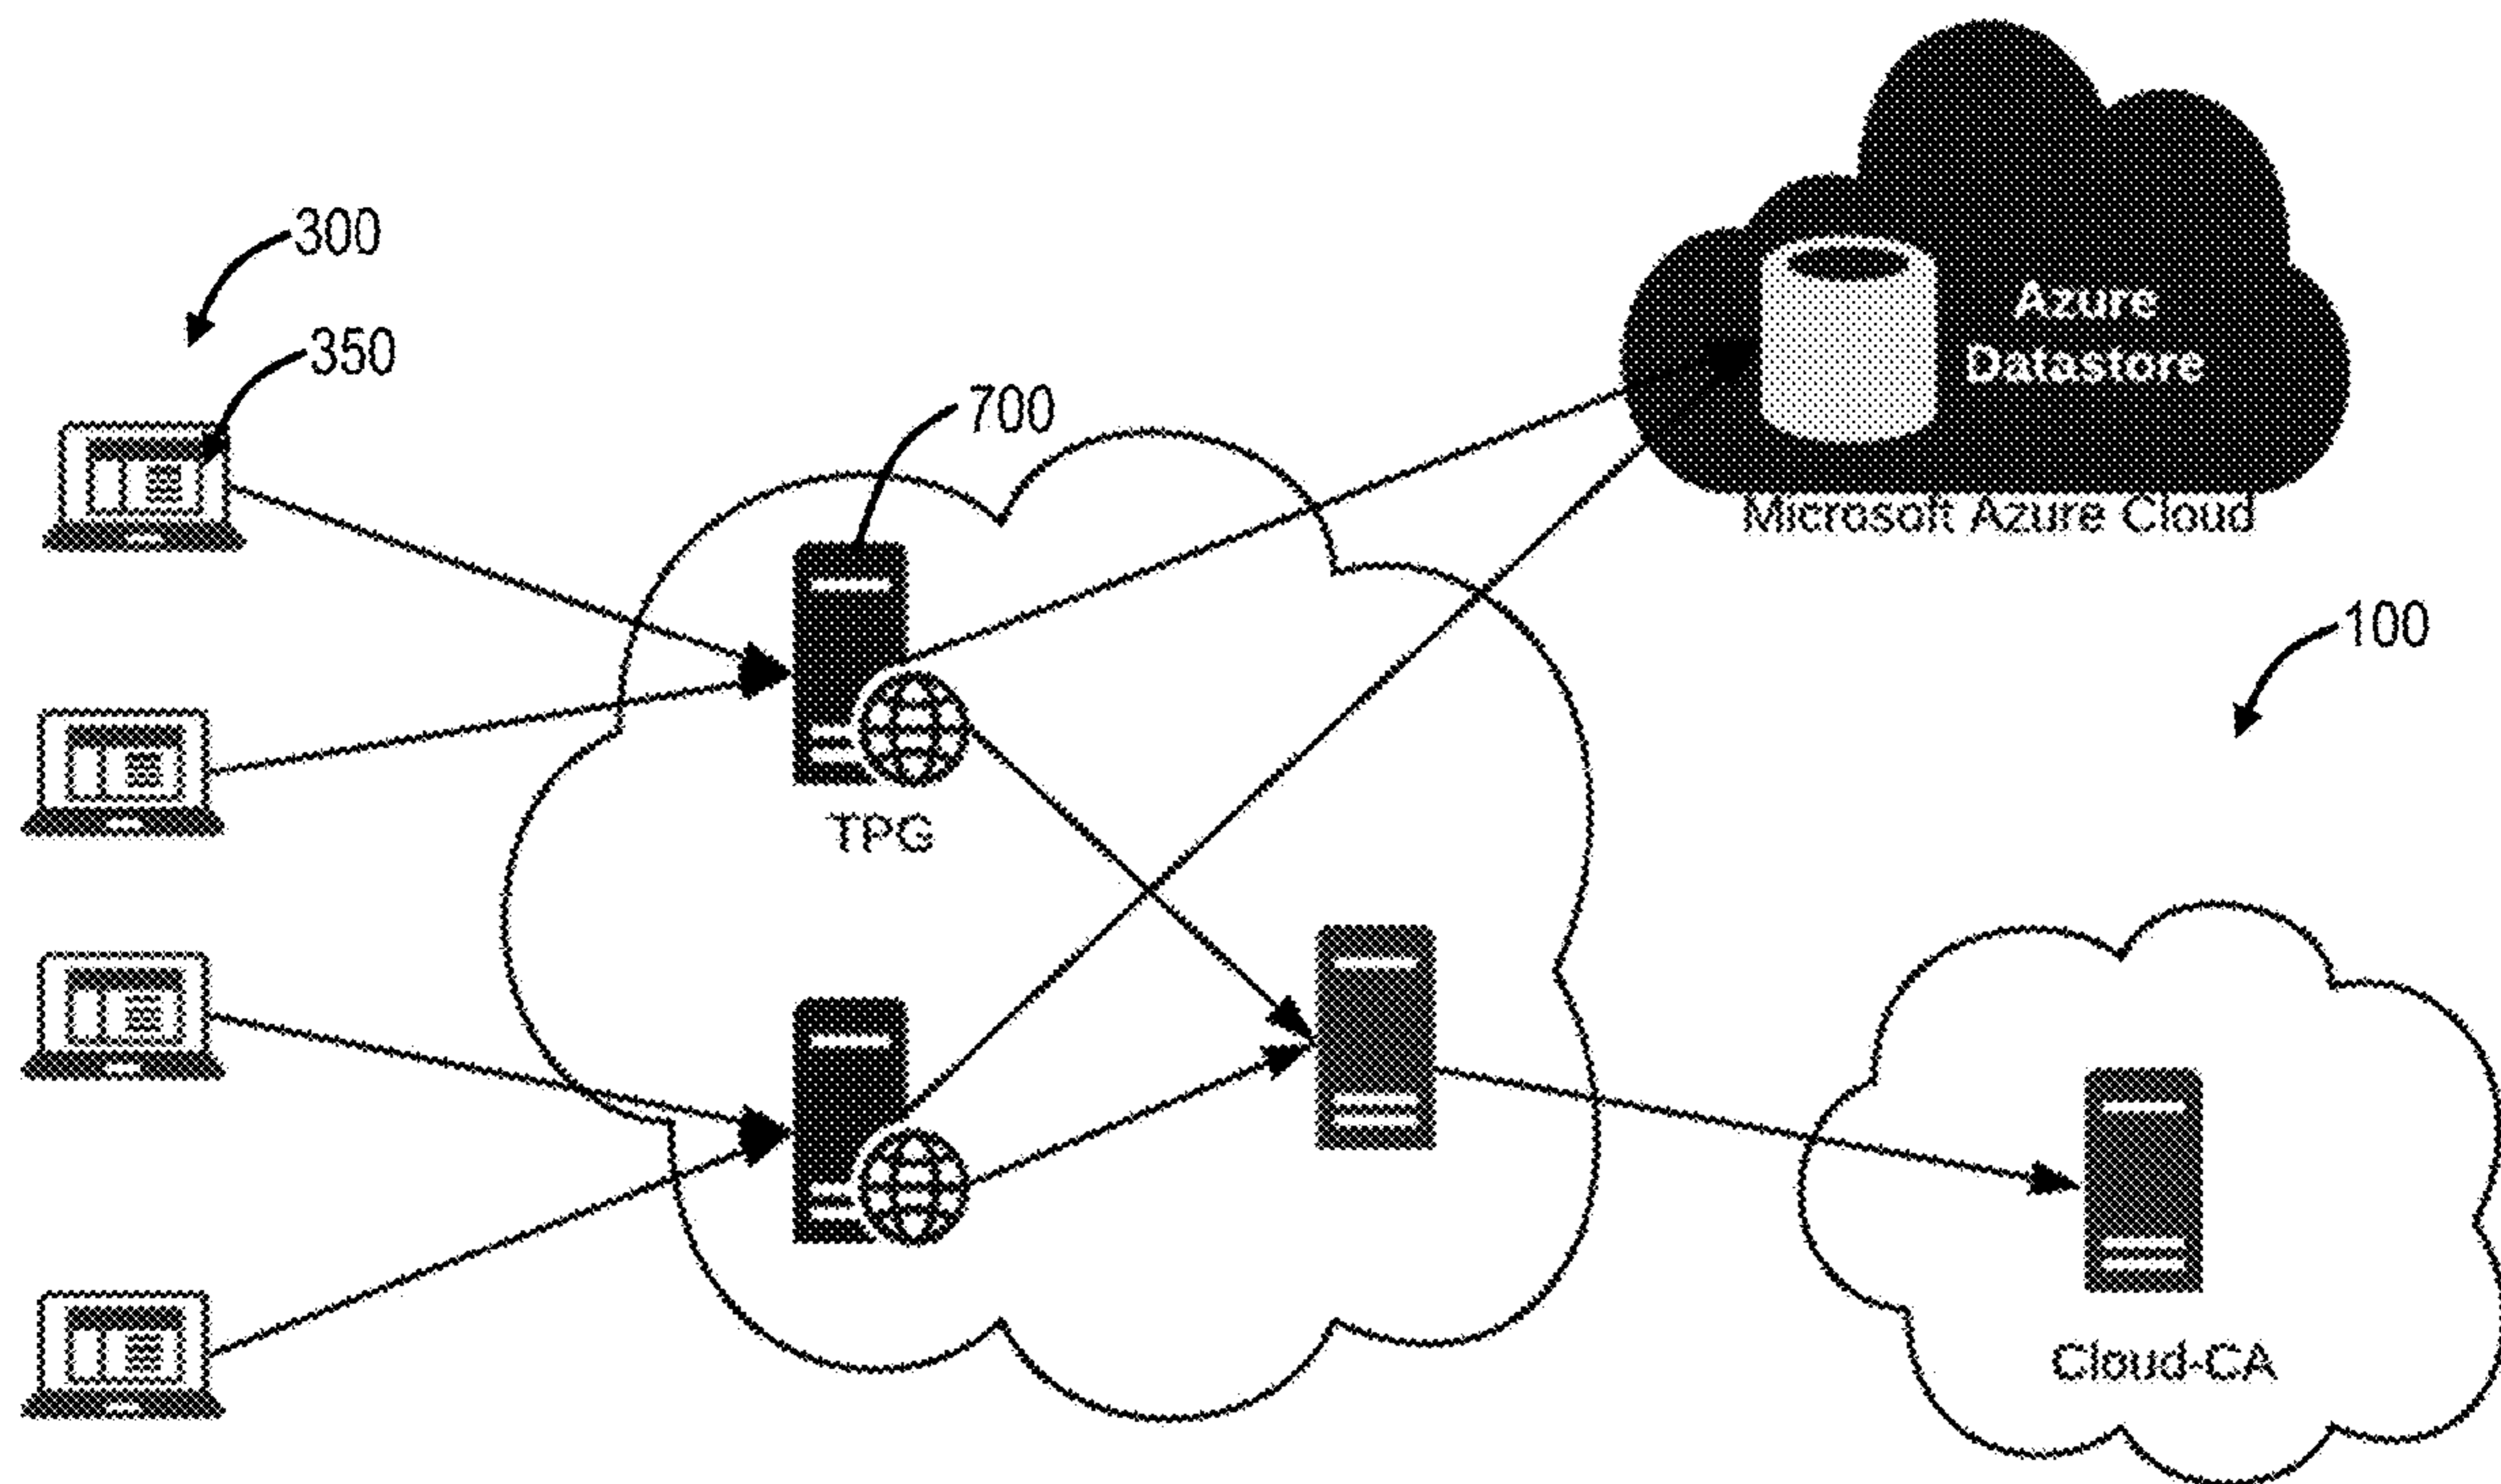 300
350
700
Azure
Datastore
Microsoft Azure Cloud
100
TPG
Cloud-CA